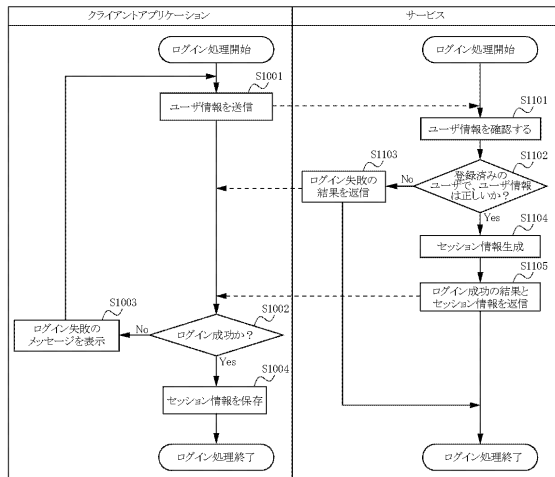 クライアントアプリケーション
サービス
ログイン処理開始
S1001
ユーザ情報を送信
S1003
ログイン失敗の
メッセージを表示
No
S1002
ログイン成功か？
Yes
S1004
セッション情報を保存
ログイン処理終了
ログイン処理開始
S1101
ユーザ情報を確認する
S1102
登録済みの
ユーザで、ユーザ情報
は正しいか？
No
S1103
ログイン失敗の
結果を返信
Yes
S1104
セッション情報生成
S1105
ログイン成功の結果と
セッション情報を返信
ログイン処理終了